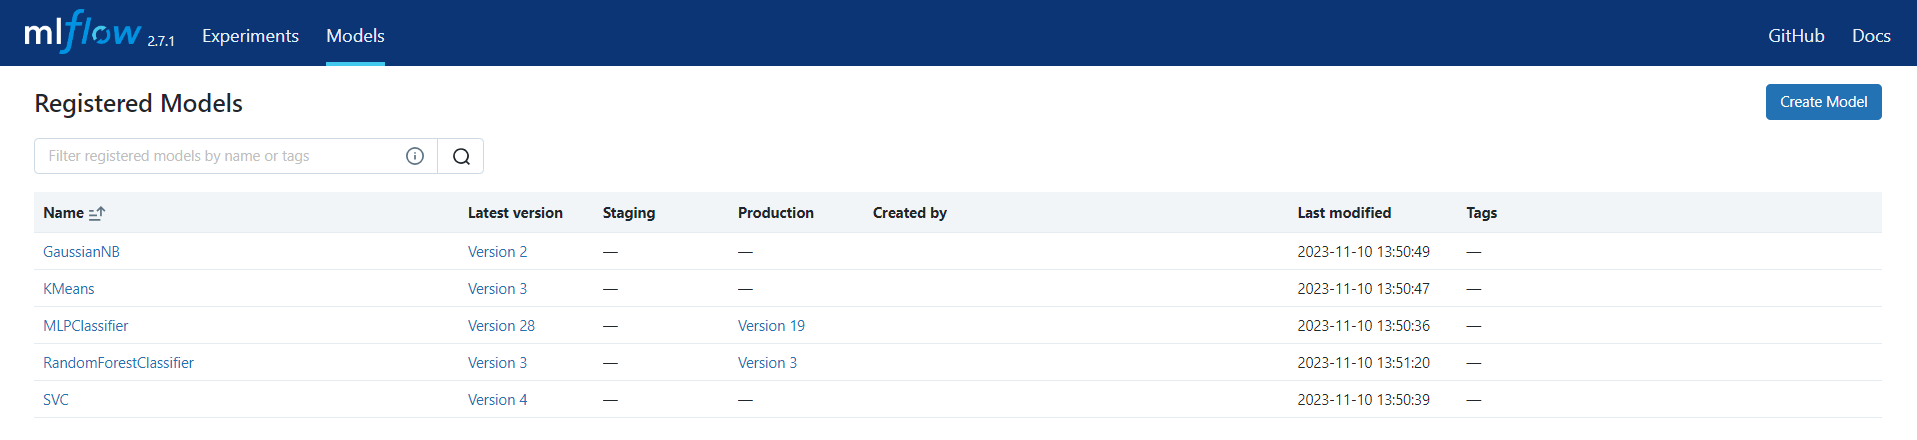 mlflow 2.7.1 Experiments Models GitHub Docs
Registered Models Create Model
Filter registered models by name or tags
Name Latest version Staging Production Created by Last modified Tags
GaussianNB Version 2 — — 2023-11-10 13:50:49 —
KMeans Version 3 — — 2023-11-10 13:50:47 —
MLPClassifier Version 28 — Version 19 2023-11-10 13:50:36 —
RandomForestClassifier Version 3 — Version 3 2023-11-10 13:51:20 —
SVC Version 4 — — 2023-11-10 13:50:39 —